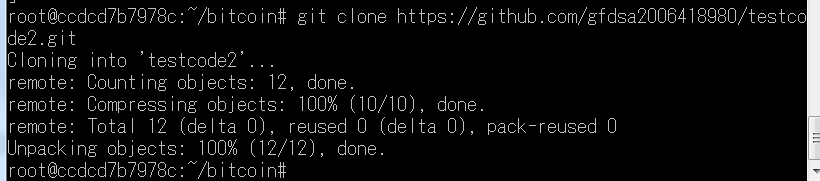 root@ccdcd7b7978c:~/bitcoin# git clone https://github.com/gfdsa2006418980/testco
de2.git
Cloning into 'testcode2'...
remote: Counting objects: 12, done.
remote: Compressing objects: 100% (10/10), done.
remote: Total 12 (delta 0), reused 0 (delta 0), pack-reused 0
Unpacking objects: 100% (12/12), done.
root@ccdcd7b7978c:~/bitcoin#